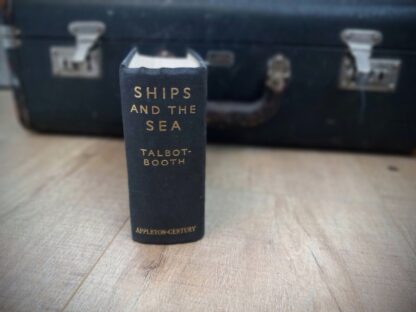 SHIPS
AND THE
SEA
TALBOT-
BOOTH
APPLETON-CENTURY